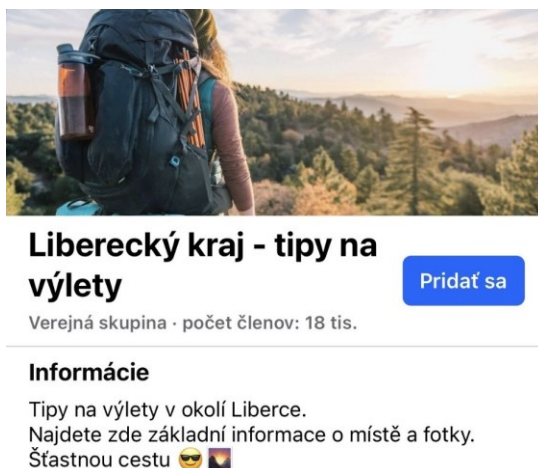 Liberecký kraj - tipy na
výlety
Pridať sa
Verejná skupina · počet členov: 18 tis.
Informácie
Tipy na výlety v okolí Liberce.
Najdete zde základní informace o místě a fotky.
Šťastnou cestu 😎 🌄